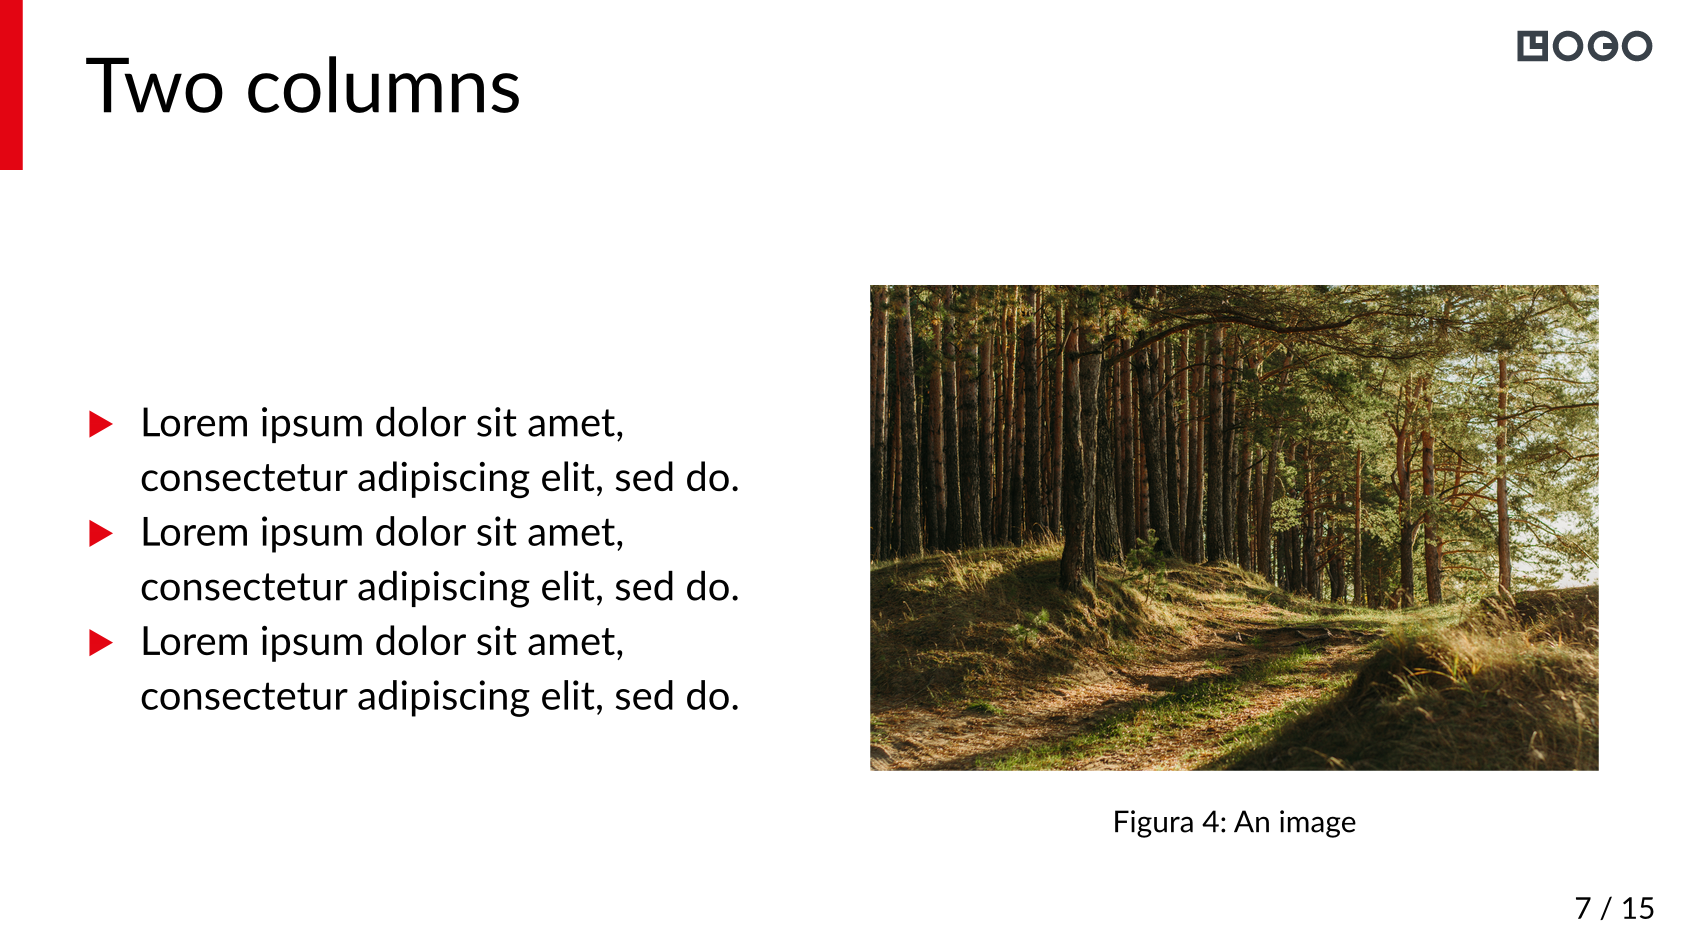 Two columns
LOGO
Lorem ipsum dolor sit amet,
consectetur adipiscing elit, sed do.
Lorem ipsum dolor sit amet,
consectetur adipiscing elit, sed do.
Lorem ipsum dolor sit amet,
consectetur adipiscing elit, sed do.
Figura 4: An image
7 / 15